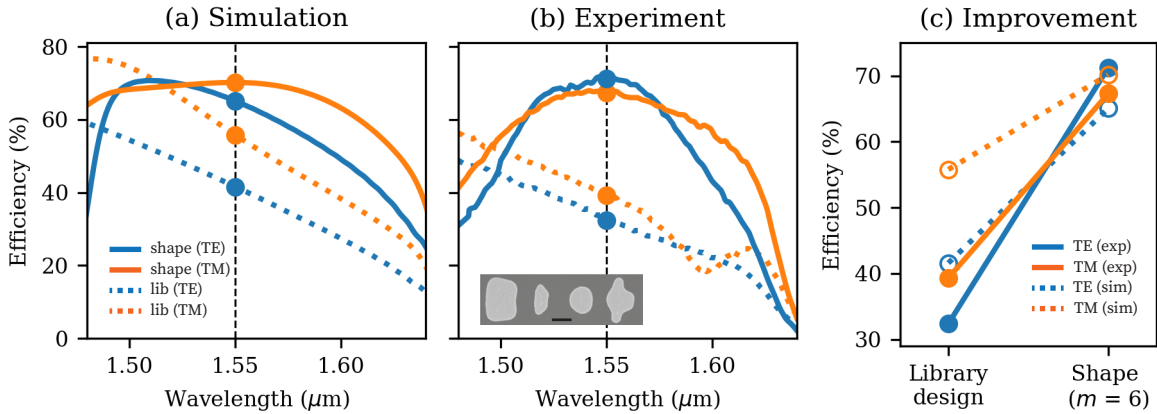 (a) Simulation
80
60
40
20
0
Efficiency (%)
shape (TE)
shape (TM)
lib (TE)
lib (TM)
1.50
1.55
1.60
Wavelength (μm)
(b) Experiment
1.50
1.55
1.60
Wavelength (μm)
(c) Improvement
70
60
50
40
30
Efficiency (%)
TE (exp)
TM (exp)
TE (sim)
TM (sim)
Library
design
Shape
(m = 6)